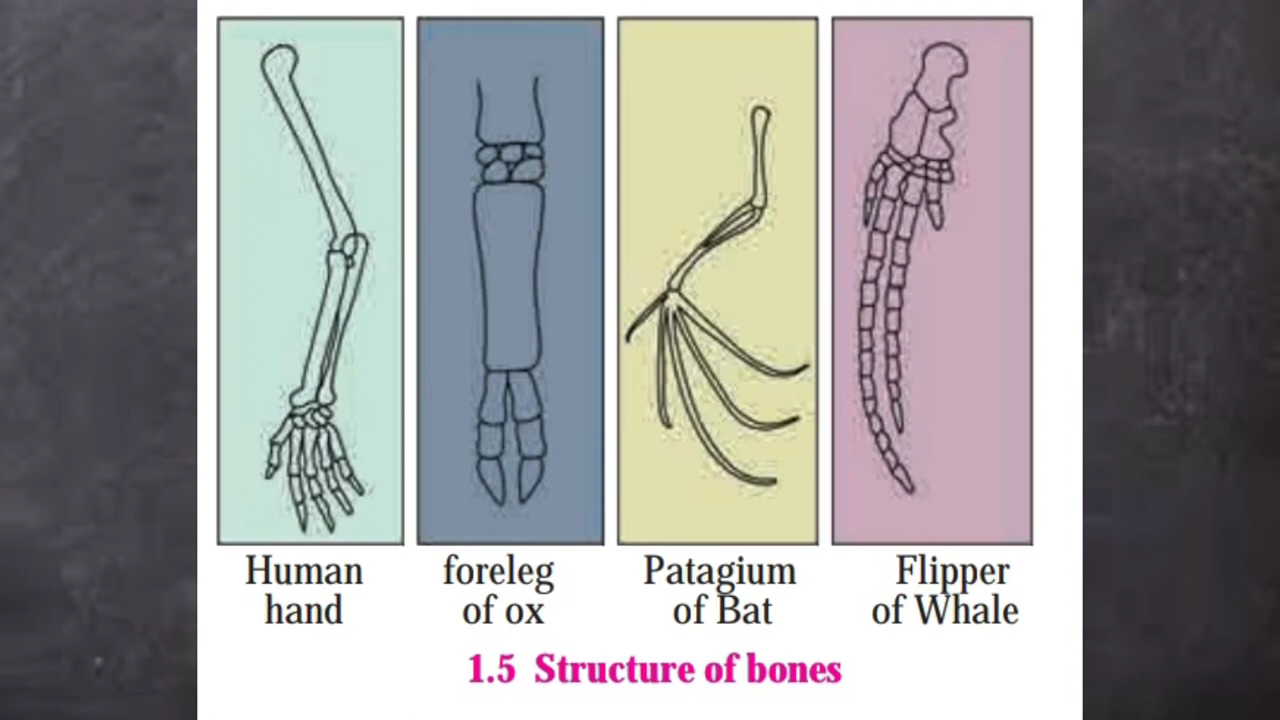 Human
hand
foreleg
of ox
Patagium
of Bat
Flipper
of Whale
1.5 Structure of bones